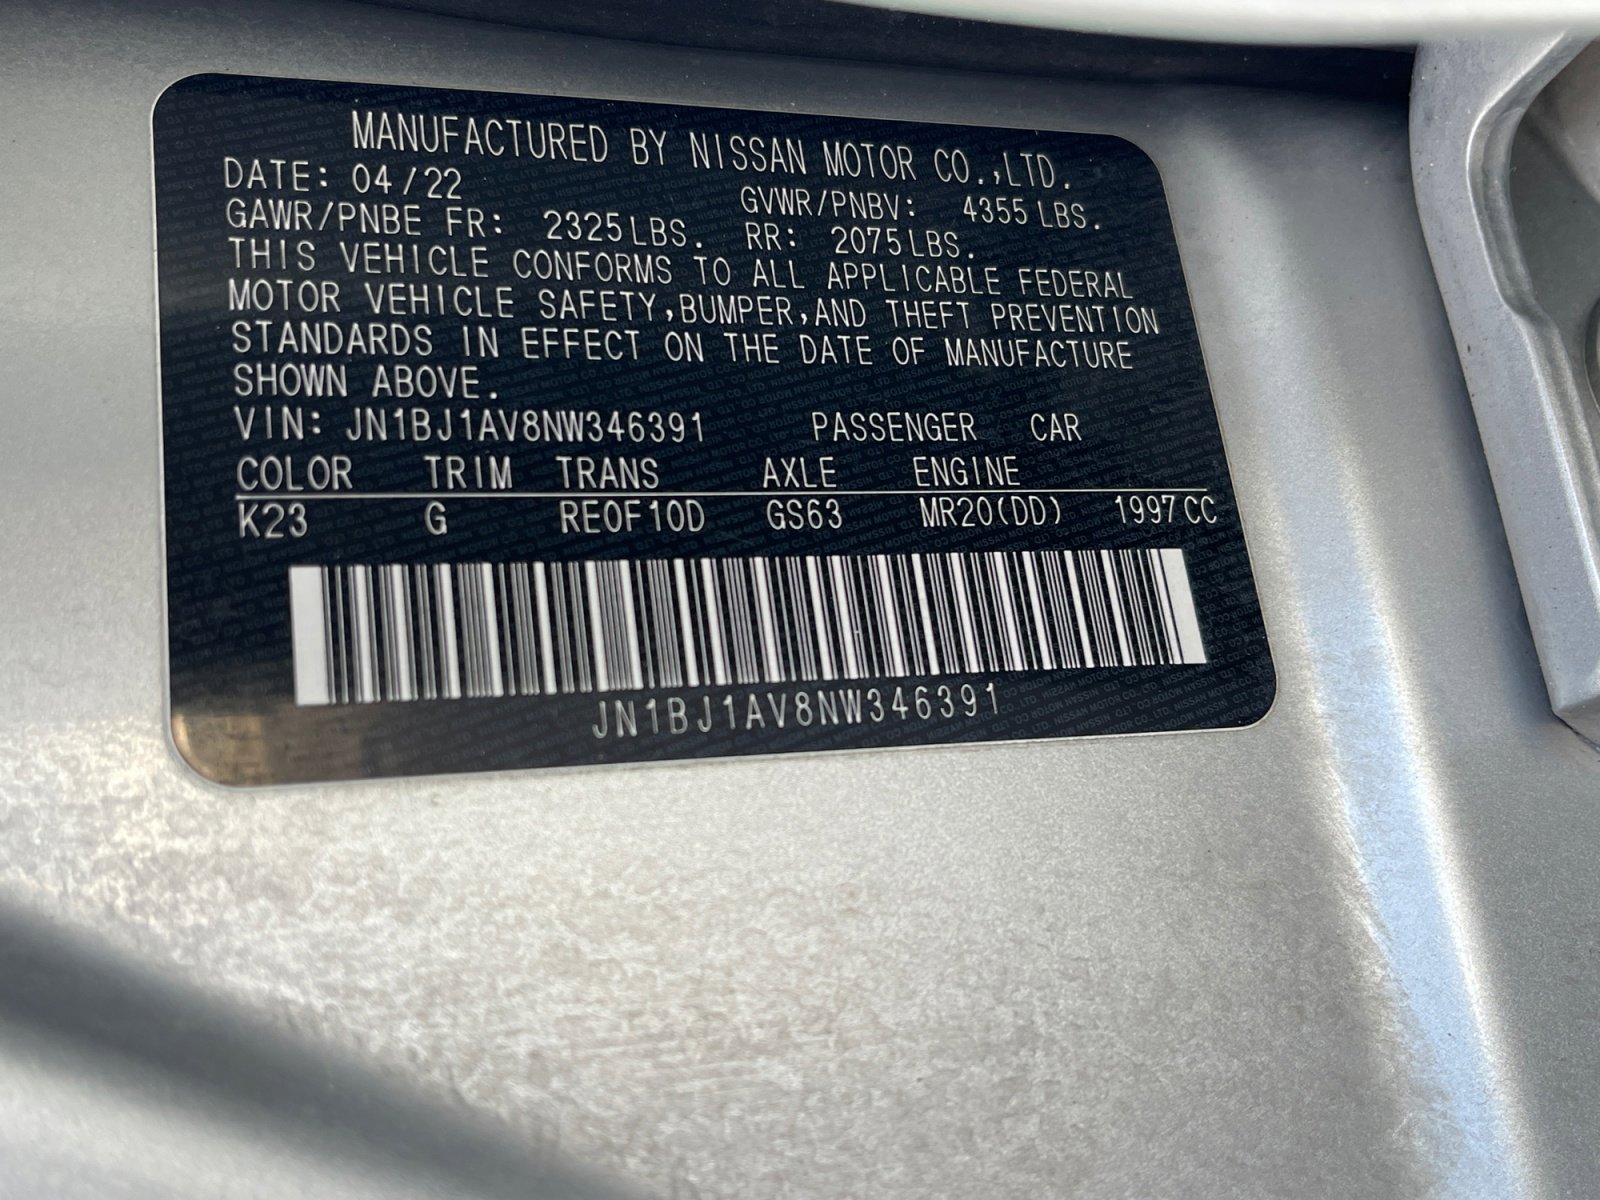 MANUFACTURED BY NISSAN MOTOR CO.,LTD.
DATE: 04/22 GVWR/PNBV: 4355 LBS.
GAWR/PNBE FR: 2325 LBS. RR: 2075 LBS.
THIS VEHICLE CONFORMS TO ALL APPLICABLE FEDERAL
MOTOR VEHICLE SAFETY,BUMPER,AND THEFT PREVENTION
STANDARDS IN EFFECT ON THE DATE OF MANUFACTURE
SHOWN ABOVE.
VIN: JN1BJ1AV8NW346391 PASSENGER CAR
COLOR TRIM TRANS AXLE ENGINE
K23 G RE0F10D GS63 MR20(DD) 1997 CC
JN1BJ1AV8NW346391